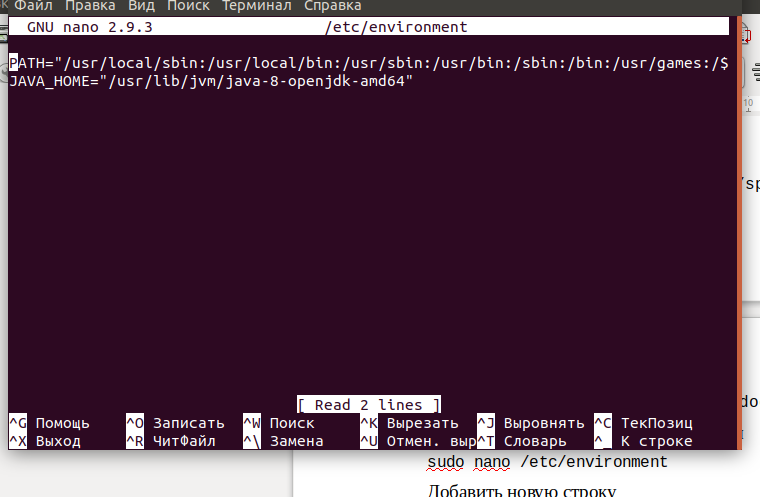 Файл Правка Вид Поиск Терминал Справка
GNU nano 2.9.3 /etc/environment
PATH="/usr/local/sbin:/usr/local/bin:/usr/sbin:/usr/bin:/sbin:/bin:/usr/games:/$
JAVA_HOME="/usr/lib/jvm/java-8-openjdk-amd64"
[ Read 2 lines ]
^G Помощь ^O Записать ^W Поиск ^K Вырезать ^J Выровнять ^C ТекПозиц
^X Выход ^R ЧитФайл ^\ Замена ^U Отмен. выр^T Словарь ^_ К строке
10
/sp
do
sudo nano /etc/environment
Добавить новую строку